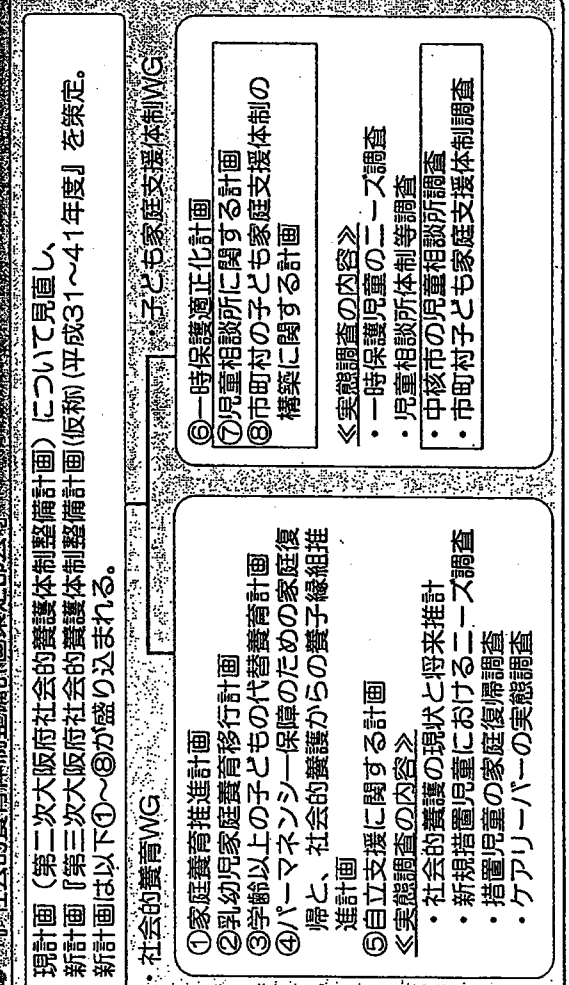 現計画（第二次大阪府社会的養護体制整備計画）について見直し、
新計画『第三次大阪府社会的養護体制整備計画(仮称)(平成31～41年度』を策定。
新計画は以下①～⑧が盛り込まれる。
・社会的養育WG
①家庭養育推進計画
②乳幼児家庭養育移行計画
③学齢以上の子どもの代替養育計画
④パーマネンシー保障のための家庭復
帰と、社会的養護からの養子縁組推
進計画
⑤自立支援に関する計画
≪実態調査の内容≫
・社会的養護の現状と将来推計
・新規措置児童におけるニーズ調査
・措置児童の家庭復帰調査
・ケアリーバーの実態調査
・子ども家庭支援体制WG
⑥一時保護適正化計画
⑦児童相談所に関する計画
⑧市町村の子ども家庭支援体制の
構築に関する計画
≪実態調査の内容≫
・一時保護児童のニーズ調査
・児童相談所体制等調査
・中核市の児童相談所調査
・市町村子ども家庭支援体制調査